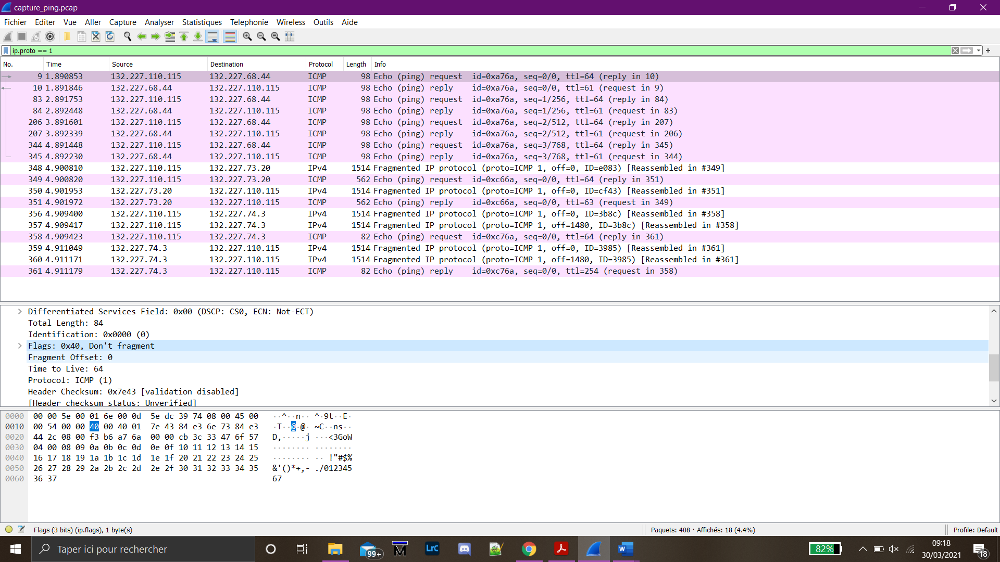 capture_ping.pcap
Fichier Editer Vue Aller Capture Analyser Statistiques Telephonie Wireless Outils Aide
ip.proto == 1
No. Time Source Destination Protocol Length Info
9 1.890853 132.227.110.115 132.227.68.44 ICMP 98 Echo (ping) request id=0xa76a, seq=0/0, ttl=64 (reply in 10)
10 1.891846 132.227.68.44 132.227.110.115 ICMP 98 Echo (ping) reply id=0xa76a, seq=0/0, ttl=61 (request in 9)
83 2.891753 132.227.110.115 132.227.68.44 ICMP 98 Echo (ping) request id=0xa76a, seq=1/256, ttl=64 (reply in 84)
84 2.892448 132.227.68.44 132.227.110.115 ICMP 98 Echo (ping) reply id=0xa76a, seq=1/256, ttl=61 (request in 83)
206 3.891601 132.227.110.115 132.227.68.44 ICMP 98 Echo (ping) request id=0xa76a, seq=2/512, ttl=64 (reply in 207)
207 3.892339 132.227.68.44 132.227.110.115 ICMP 98 Echo (ping) reply id=0xa76a, seq=2/512, ttl=61 (request in 206)
344 4.891448 132.227.110.115 132.227.68.44 ICMP 98 Echo (ping) request id=0xa76a, seq=3/768, ttl=64 (reply in 345)
345 4.892230 132.227.68.44 132.227.110.115 ICMP 98 Echo (ping) reply id=0xa76a, seq=3/768, ttl=61 (request in 344)
348 4.900810 132.227.110.115 132.227.73.20 IPv4 1514 Fragmented IP protocol (proto=ICMP 1, off=0, ID=e083) [Reassembled in #349]
349 4.900820 132.227.110.115 132.227.73.20 ICMP 562 Echo (ping) request id=0xc66a, seq=0/0, ttl=64 (reply in 351)
350 4.901953 132.227.73.20 132.227.110.115 IPv4 1514 Fragmented IP protocol (proto=ICMP 1, off=0, ID=cf43) [Reassembled in #351]
351 4.901972 132.227.73.20 132.227.110.115 ICMP 562 Echo (ping) reply id=0xc66a, seq=0/0, ttl=63 (request in 349)
356 4.909400 132.227.110.115 132.227.74.3 IPv4 1514 Fragmented IP protocol (proto=ICMP 1, off=0, ID=3b8c) [Reassembled in #358]
357 4.909417 132.227.110.115 132.227.74.3 IPv4 1514 Fragmented IP protocol (proto=ICMP 1, off=1480, ID=3b8c) [Reassembled in #358]
358 4.909423 132.227.110.115 132.227.74.3 ICMP 82 Echo (ping) request id=0xc76a, seq=0/0, ttl=64 (reply in 361)
359 4.911049 132.227.74.3 132.227.110.115 IPv4 1514 Fragmented IP protocol (proto=ICMP 1, off=0, ID=3985) [Reassembled in #361]
360 4.911171 132.227.74.3 132.227.110.115 IPv4 1514 Fragmented IP protocol (proto=ICMP 1, off=1480, ID=3985) [Reassembled in #361]
361 4.911179 132.227.74.3 132.227.110.115 ICMP 82 Echo (ping) reply id=0xc76a, seq=0/0, ttl=254 (request in 358)
Differentiated Services Field: 0x00 (DSCP: CS0, ECN: Not-ECT)
Total Length: 84
Identification: 0x0000 (0)
Flags: 0x40, Don't fragment
Fragment Offset: 0
Time to Live: 64
Protocol: ICMP (1)
Header Checksum: 0x7e43 [validation disabled]
[Header checksum status: Unverified]
0000 00 00 5e 00 01 6e 00 0d 5e dc 39 74 08 00 45 00 ··^··n·· ^·9t··E·
0010 00 54 00 00 40 00 40 01 7e 43 84 e3 6e 73 84 e3 ·T··@·@· ~C··ns··
0020 44 2c 08 00 f3 b6 a7 6a 00 00 cb 3c 33 47 6f 57 D,·····j ···<3GoW
0030 04 00 08 09 0a 0b 0c 0d 0e 0f 10 11 12 13 14 15 ········ ········
0040 16 17 18 19 1a 1b 1c 1d 1e 1f 20 21 22 23 24 25 ········ ·· !"#$%
0050 26 27 28 29 2a 2b 2c 2d 2e 2f 30 31 32 33 34 35 &'()*+,- ./012345
0060 36 37 67
Flags (3 bits) (ip.flags), 1 byte(s) Paquets: 408 · Affichés: 18 (4.4%) Profile: Default
Taper ici pour rechercher 99+ LrC W 82% 09:18
30/03/2021 18